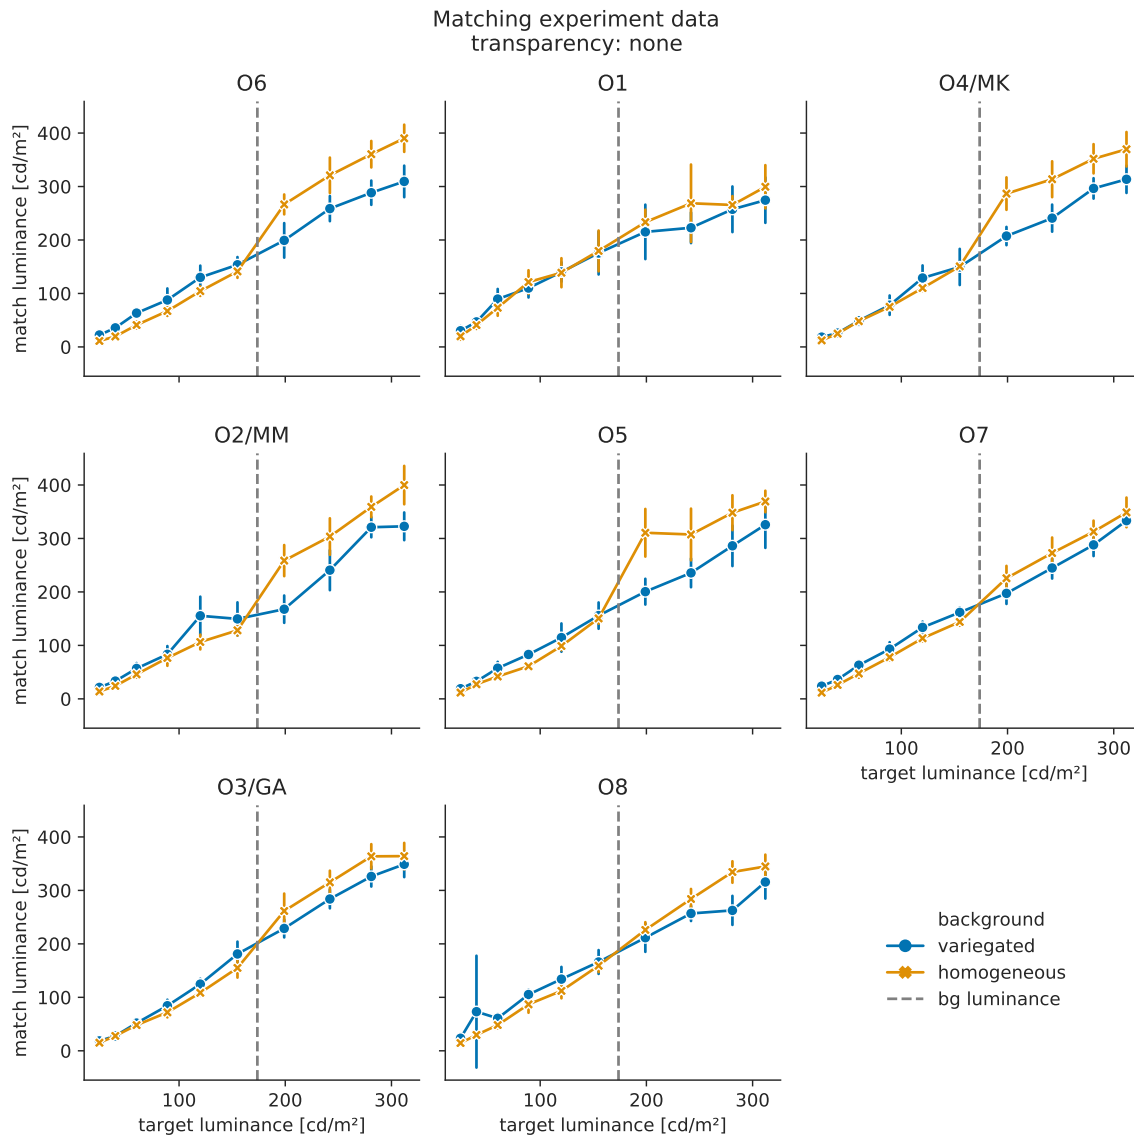 Matching experiment data
transparency: none
O6
O1
O4/MK
match luminance [cd/m²]
400
300
200
100
0
O2/MM
O5
O7
match luminance [cd/m²]
400
300
200
100
0
100 200 300
target luminance [cd/m²]
O3/GA
O8
match luminance [cd/m²]
400
300
200
100
0
100 200 300
target luminance [cd/m²]
100 200 300
target luminance [cd/m²]
background
variegated
homogeneous
bg luminance